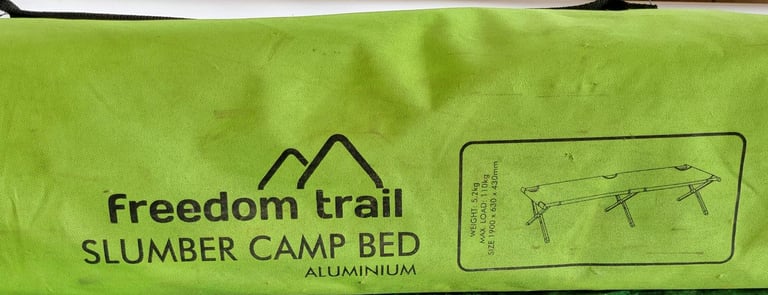 freedom trail
SLUMBER CAMP BED
ALUMINIUM
WEIGHT: 5.2kg
MAX. LOAD: 110kg
SIZE 1900 x 630 x 430mm